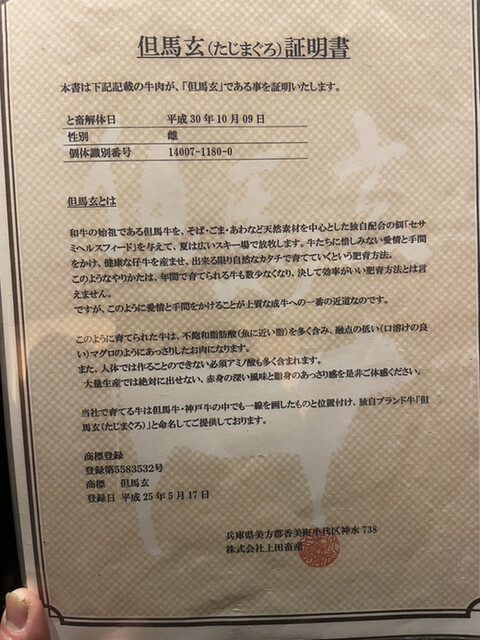 但馬玄(たじまぐろ)証明書
本書は下記記載の牛肉が、「但馬玄」である事を証明いたします。
と畜解体日 平成30年10月09日
性別 雌
個体識別番号 14007-1180-0
但馬玄とは
和牛の始祖である但馬牛を、そば・ごま・あわなど天然素材を中心とした独自配合の餌「セサ
ミヘルスフィード」を与えて、夏は広いスキー場で放牧します。牛たちに惜しみない愛情と手間
をかけ、健康な仔牛を産ませ、出来る限り自然なカタチで育てていくという肥育方法。
このようなやりかたは、年間で育てられる牛も数少なくなり、決して効率がいい肥育方法とは言
えません。
ですが、このように愛情と手間をかけることが上質な成牛への一番の近道なのです。
このように育てられた牛は、不飽和脂肪酸(魚に近い脂)を多く含み、融点の低い(口溶けの良
い)マグロのようにあっさりしたお肉になります。
また、人体では作ることのできない必須アミノ酸も多く含まれます。
大量生産では絶対に出せない、赤身の深い風味と脂身のあっさり感を是非ご体感ください。
当社で育てる牛は但馬牛・神戸牛の中でも一線を画したものと位置付け、独自ブランド牛「但
馬玄(たじまぐろ)」と命名してご提供しております。
商標登録
登録第5583532号
商標 但馬玄
登録日 平成25年5月17日
兵庫県美方郡香美町小代区神水738
株式会社上田畜産